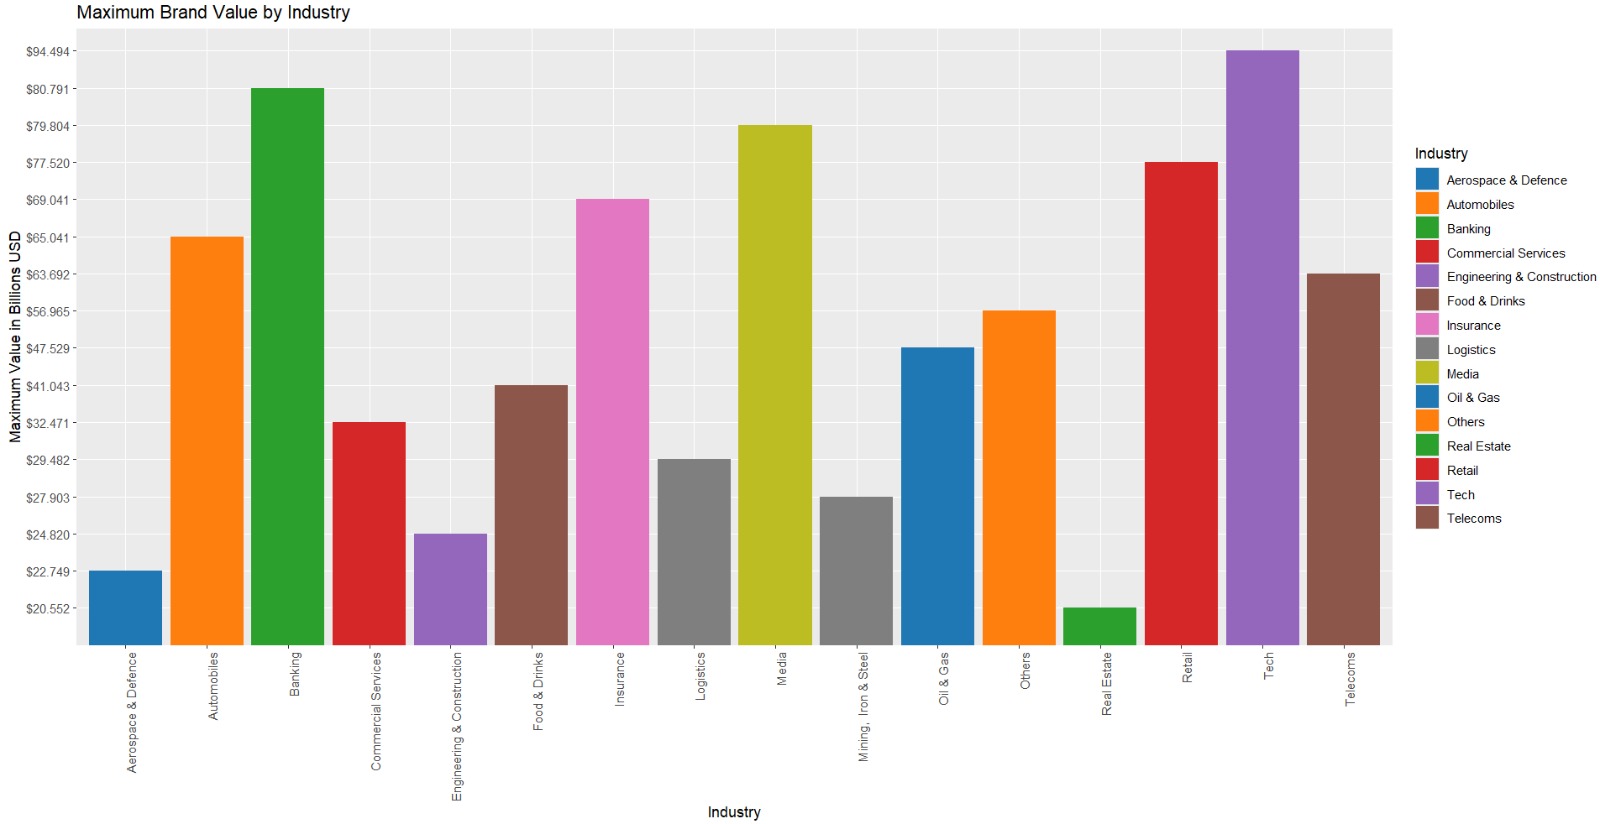 Maximum Brand Value by Industry
Maximum Value in Billions USD
$94.494
$80.791
$79.804
$77.520
$69.041
$65.041
$63.692
$56.965
$47.529
$41.043
$32.471
$29.482
$27.903
$24.820
$22.749
$20.552
Aerospace & Defence
Automobiles
Banking
Commercial Services
Engineering & Construction
Food & Drinks
Insurance
Logistics
Media
Mining, Iron & Steel
Oil & Gas
Others
Real Estate
Retail
Tech
Telecoms
Industry
Industry
Aerospace & Defence
Automobiles
Banking
Commercial Services
Engineering & Construction
Food & Drinks
Insurance
Logistics
Media
Oil & Gas
Others
Real Estate
Retail
Tech
Telecoms